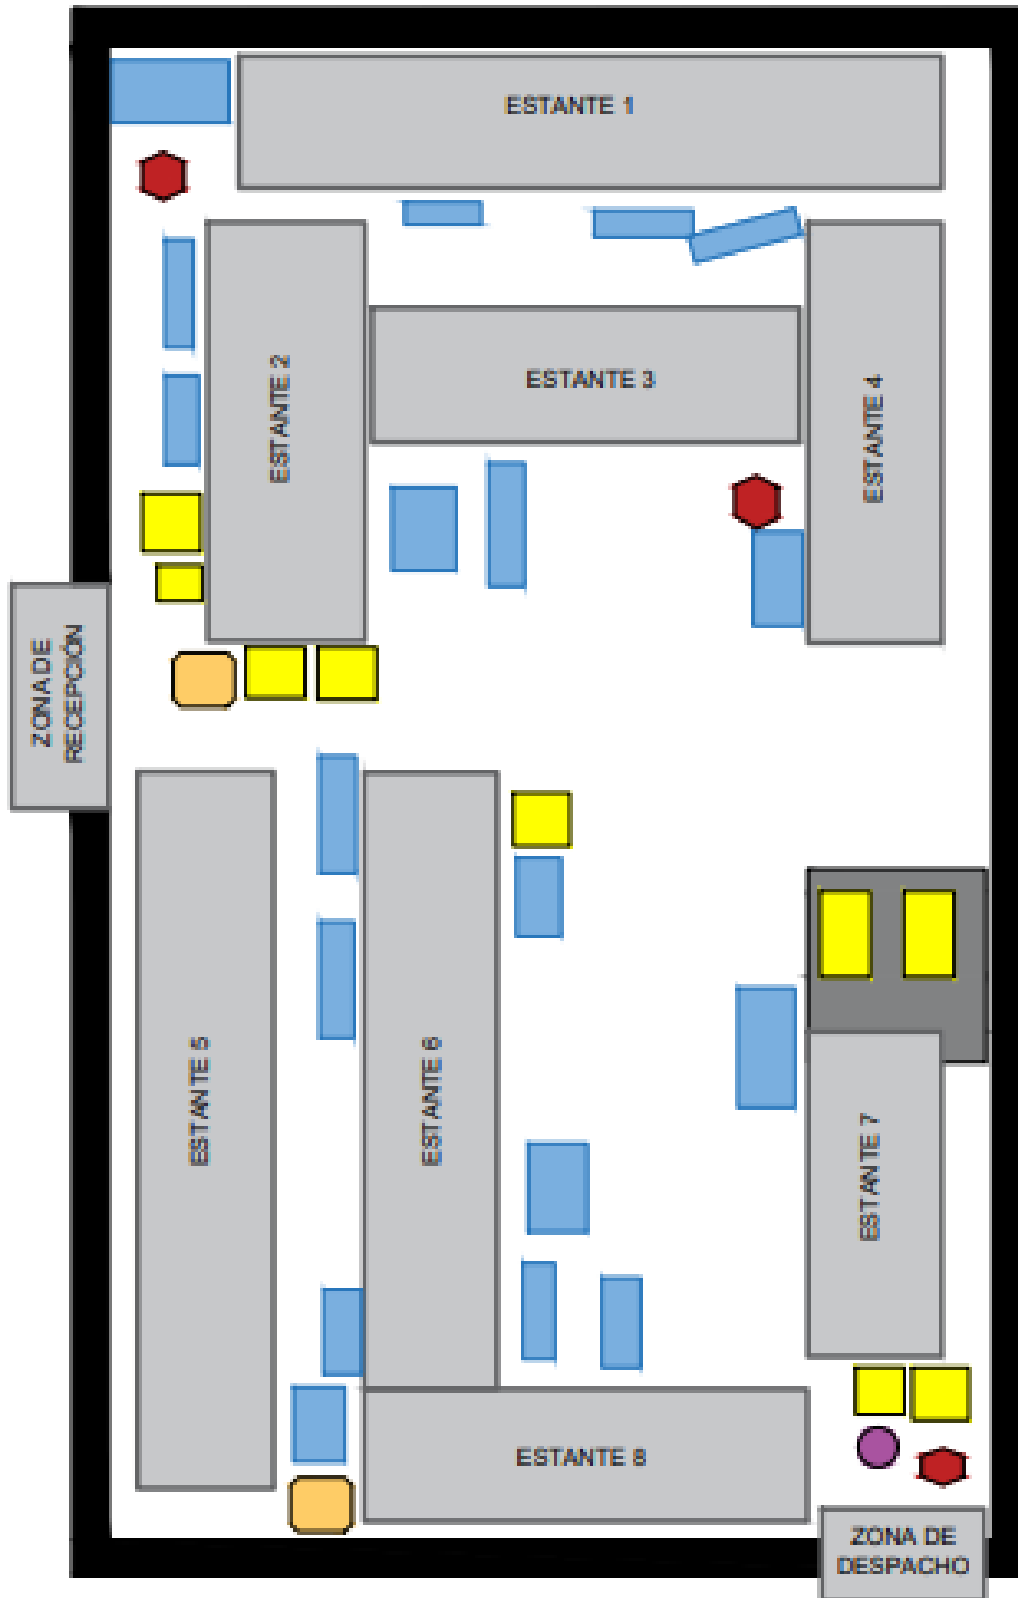 ESTANTE 1
ESTANTE 2
ESTANTE 3
ESTANTE 4
ZONA DE
RECEPCIÓN
ESTANTE 5
ESTANTE 6
ESTANTE 7
ESTANTE 8
ZONA DE
DESPACHO